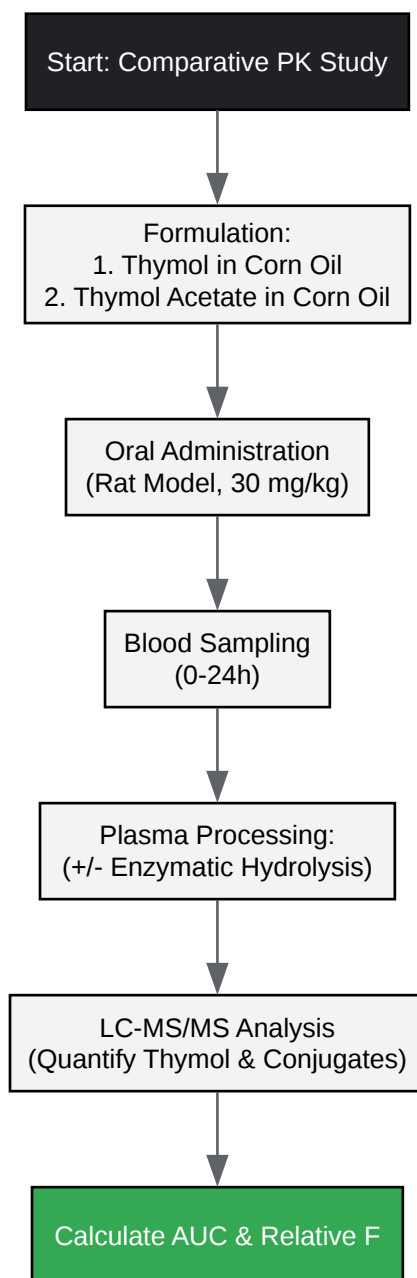 Start: Comparative PK Study
Formulation:
1. Thymol in Corn Oil
2. Thymol Acetate in Corn Oil
Oral Administration
(Rat Model, 30 mg/kg)
Blood Sampling
(0-24h)
Plasma Processing:
(+/- Enzymatic Hydrolysis)
LC-MS/MS Analysis
(Quantify Thymol & Conjugates)
Calculate AUC & Relative F